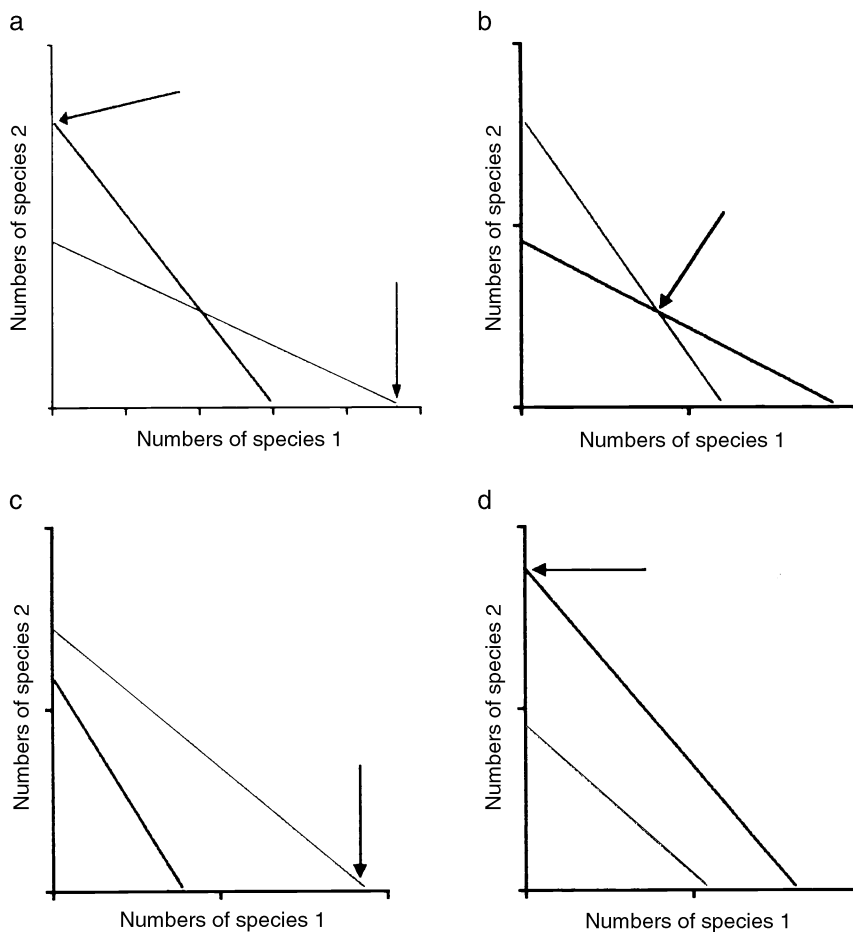 a
Numbers of species 2
Numbers of species 1
b
Numbers of species 2
Numbers of species 1
c
Numbers of species 2
Numbers of species 1
d
Numbers of species 2
Numbers of species 1